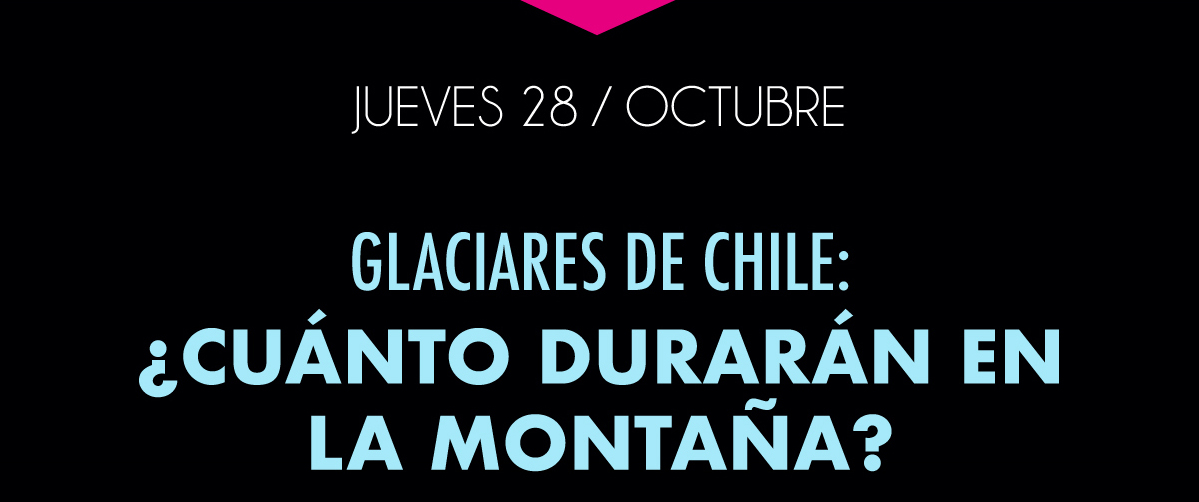 JUEVES 28 / OCTUBRE
GLACIARES DE CHILE:
¿CUÁNTO DURARÁN EN
LA MONTAÑA?